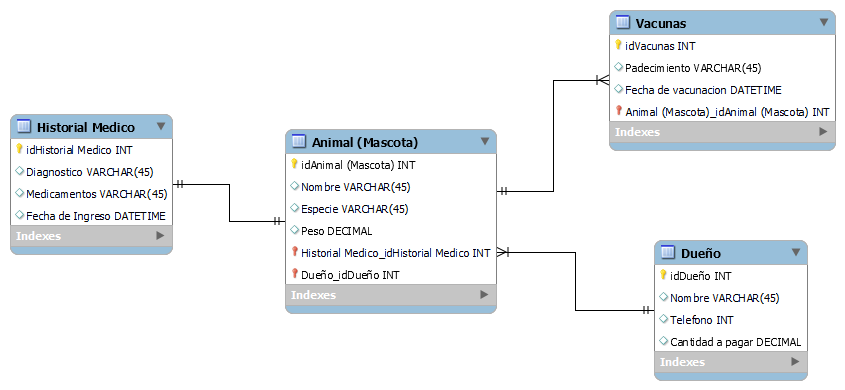 Historial Medico
idHistorial Medico INT
Diagnostico VARCHAR(45)
Medicamentos VARCHAR(45)
Fecha de Ingreso DATETIME
Indexes
Animal (Mascota)
idAnimal (Mascota) INT
Nombre VARCHAR(45)
Especie VARCHAR(45)
Peso DECIMAL
Historial Medico_idHistorial Medico INT
Dueño_idDueño INT
Indexes
Vacunas
idVacunas INT
Padecimiento VARCHAR(45)
Fecha de vacunacion DATETIME
Animal (Mascota)_idAnimal (Mascota) INT
Indexes
Dueño
idDueño INT
Nombre VARCHAR(45)
Telefono INT
Cantidad a pagar DECIMAL
Indexes